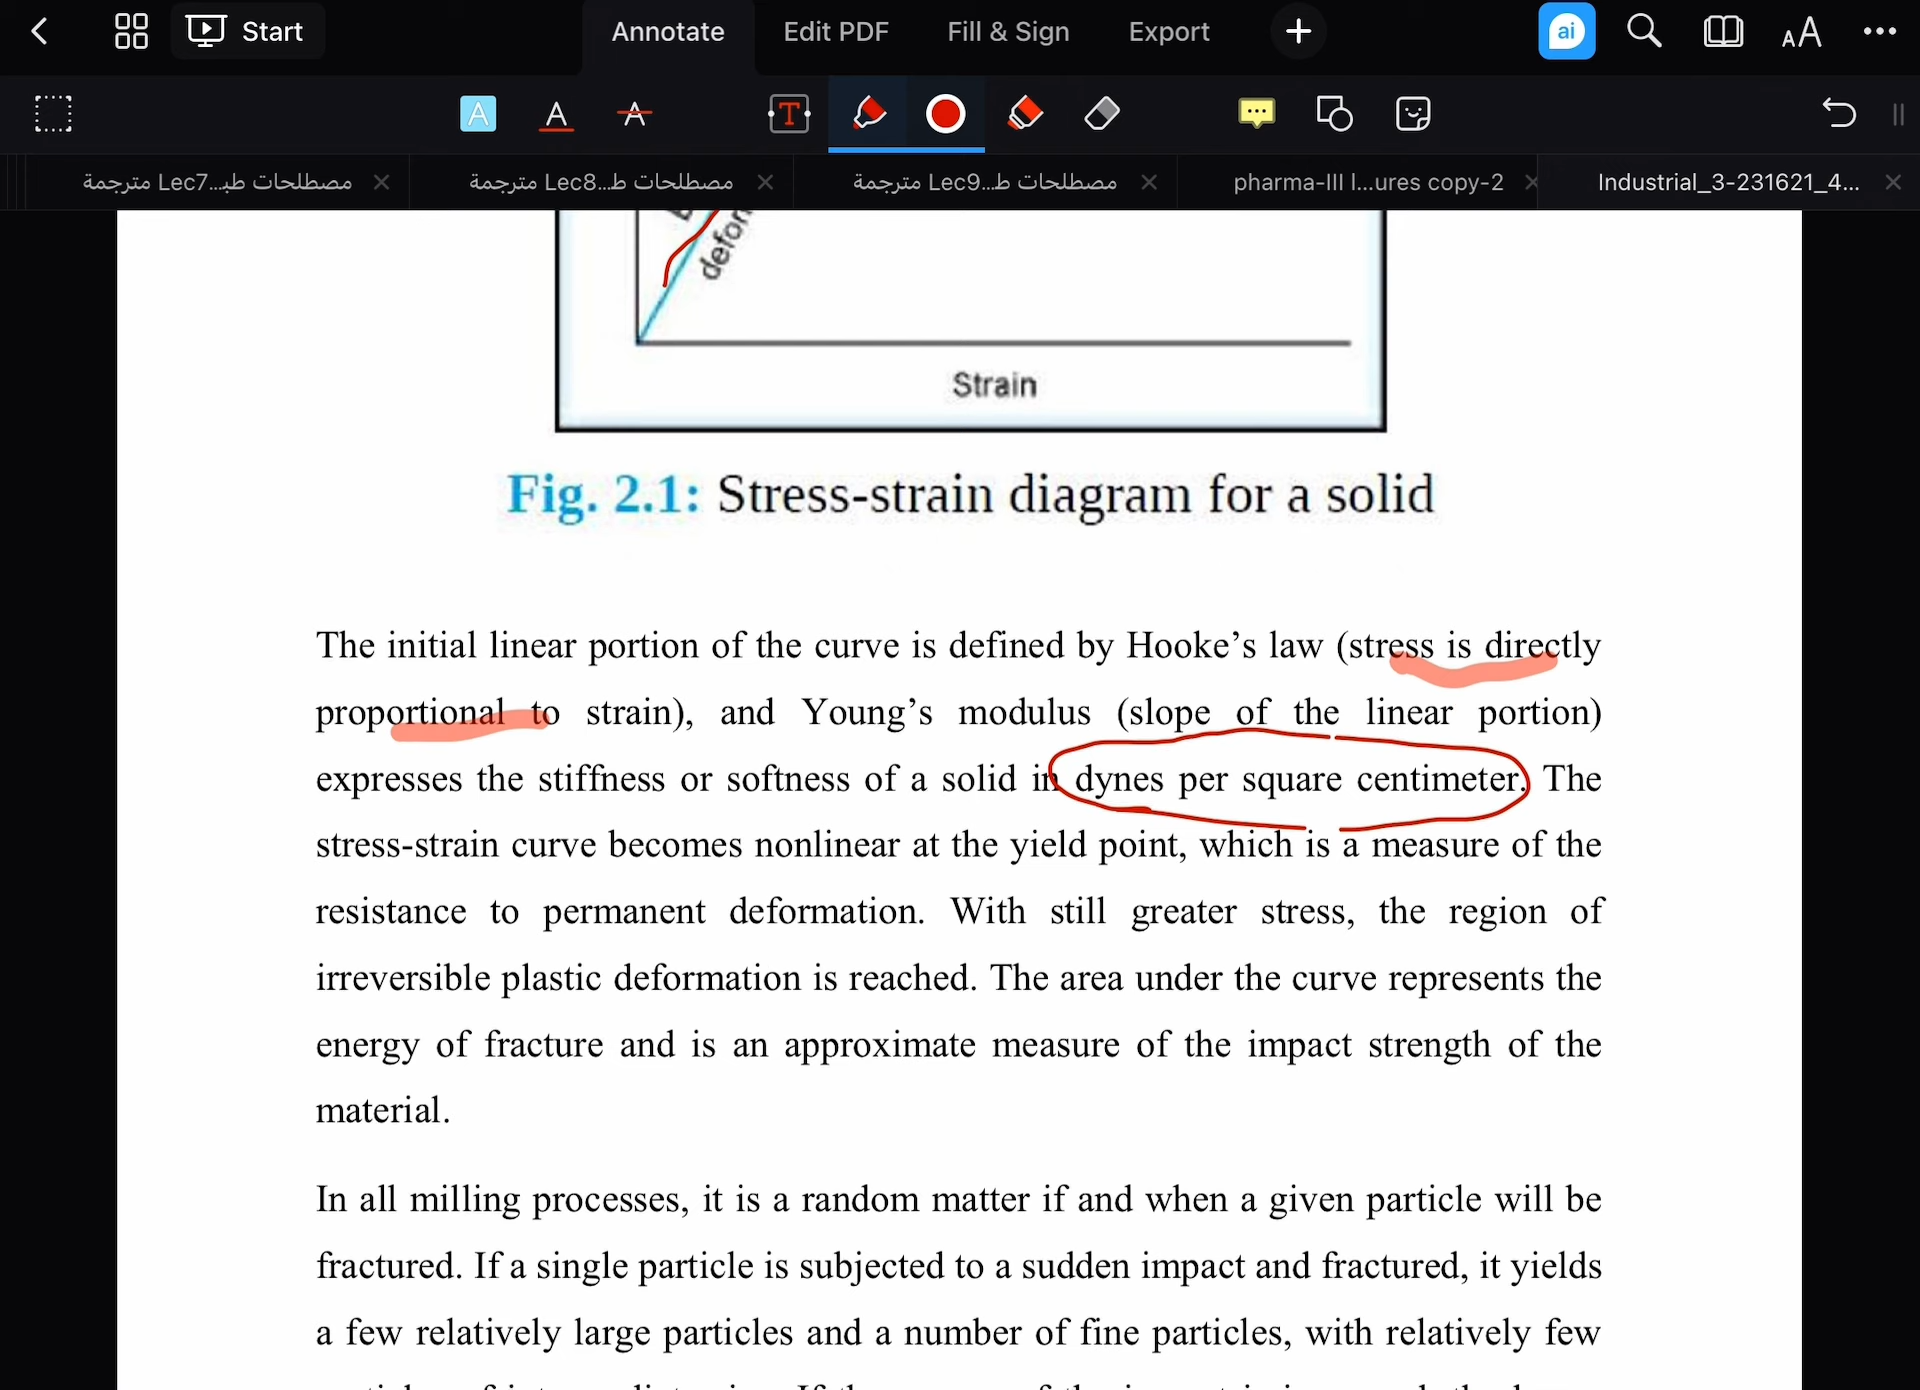 Start
Annotate
Edit PDF
Fill & Sign
Export
ai
AA
A A A T
مصطلحات طبـ...Lec7 مترجمة
مصطلحات طـ...Lec8 مترجمة
مصطلحات طـ...Lec9 مترجمة
pharma-III l...ures copy-2
Industrial_3-231621_4...
defor
Strain
Fig. 2.1: Stress-strain diagram for a solid
The initial linear portion of the curve is defined by Hooke’s law (stress is directly
proportional to strain), and Young’s modulus (slope of the linear portion)
expresses the stiffness or softness of a solid in dynes per square centimeter. The
stress-strain curve becomes nonlinear at the yield point, which is a measure of the
resistance to permanent deformation. With still greater stress, the region of
irreversible plastic deformation is reached. The area under the curve represents the
energy of fracture and is an approximate measure of the impact strength of the
material.
In all milling processes, it is a random matter if and when a given particle will be
fractured. If a single particle is subjected to a sudden impact and fractured, it yields
a few relatively large particles and a number of fine particles, with relatively few